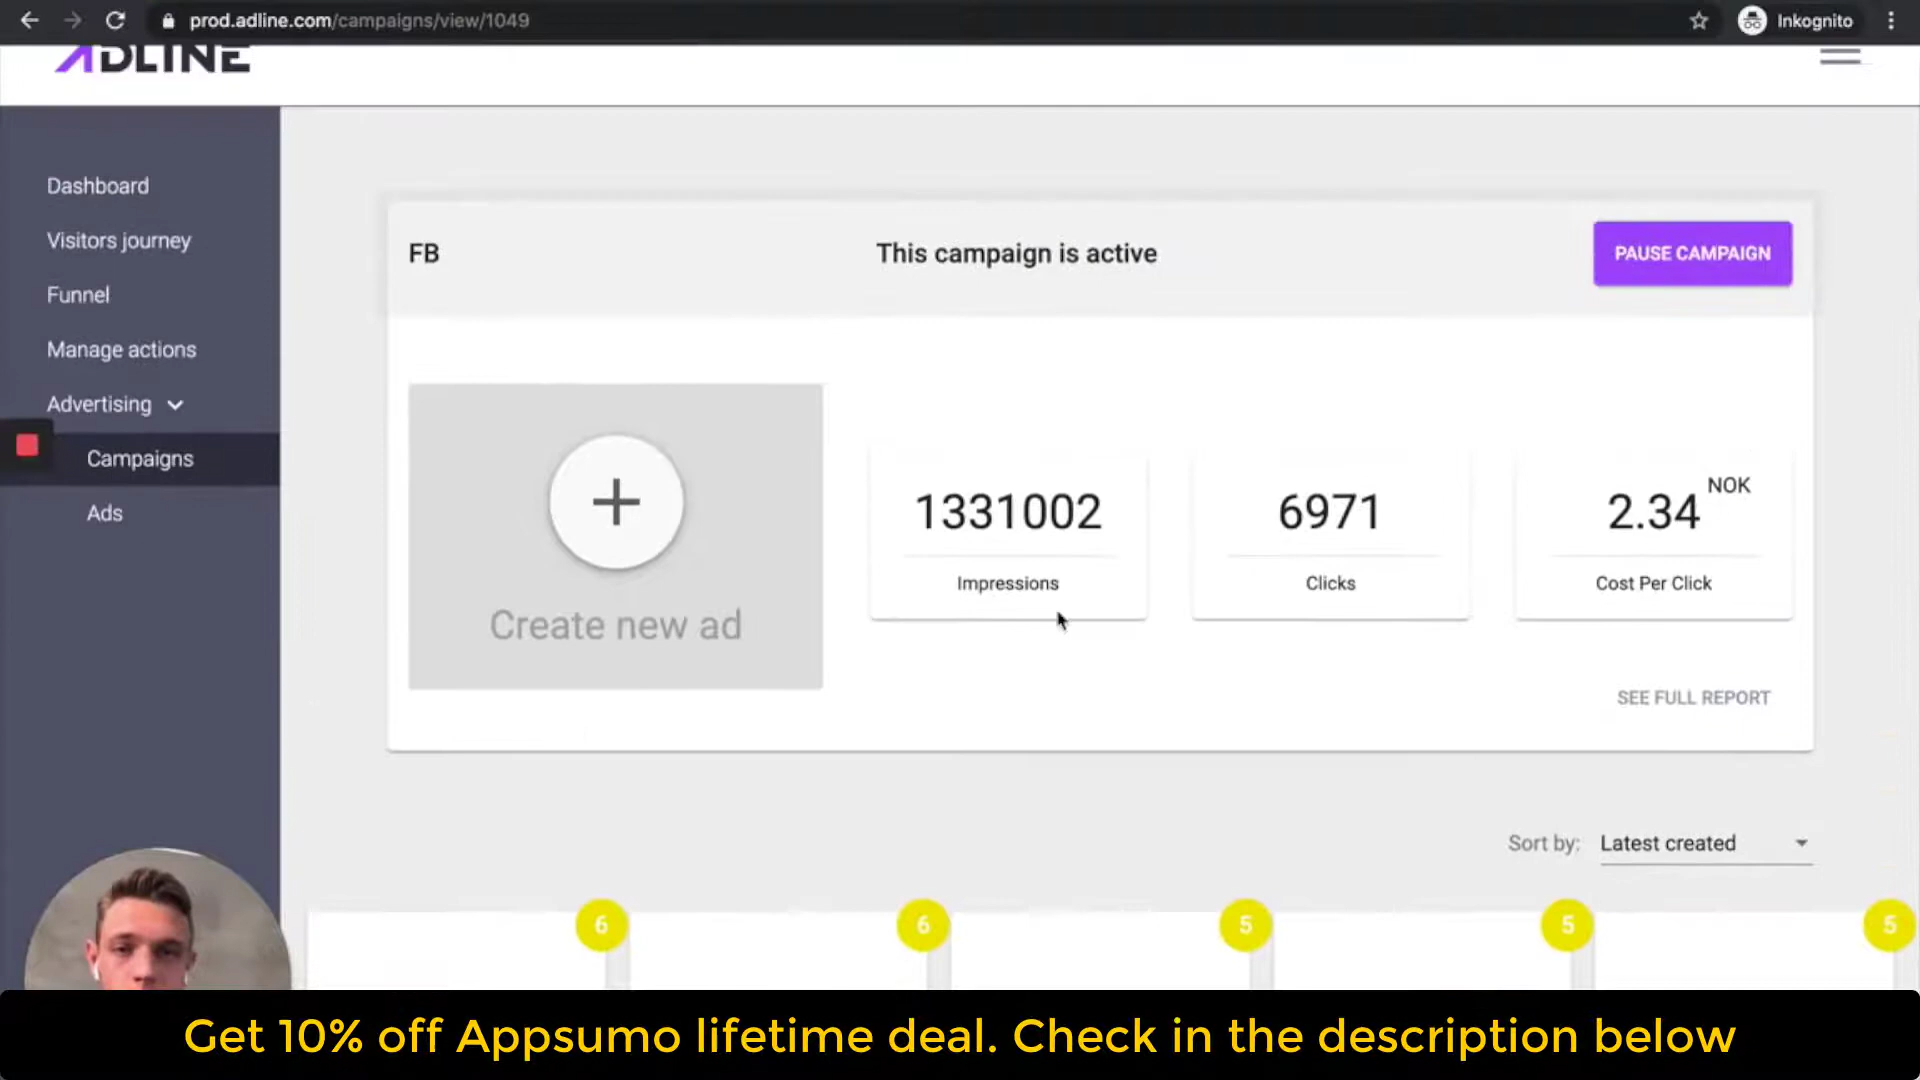 prod.adline.com/campaigns/view/1049
Inkognito
ADLINE
Dashboard
Visitors journey
Funnel
Manage actions
Advertising
Campaigns
Ads
FB
This campaign is active
PAUSE CAMPAIGN
Create new ad
1331002
Impressions
6971
Clicks
2.34 NOK
Cost Per Click
SEE FULL REPORT
Sort by: Latest created
6 6 5 5 5
Get 10% off Appsumo lifetime deal. Check in the description below